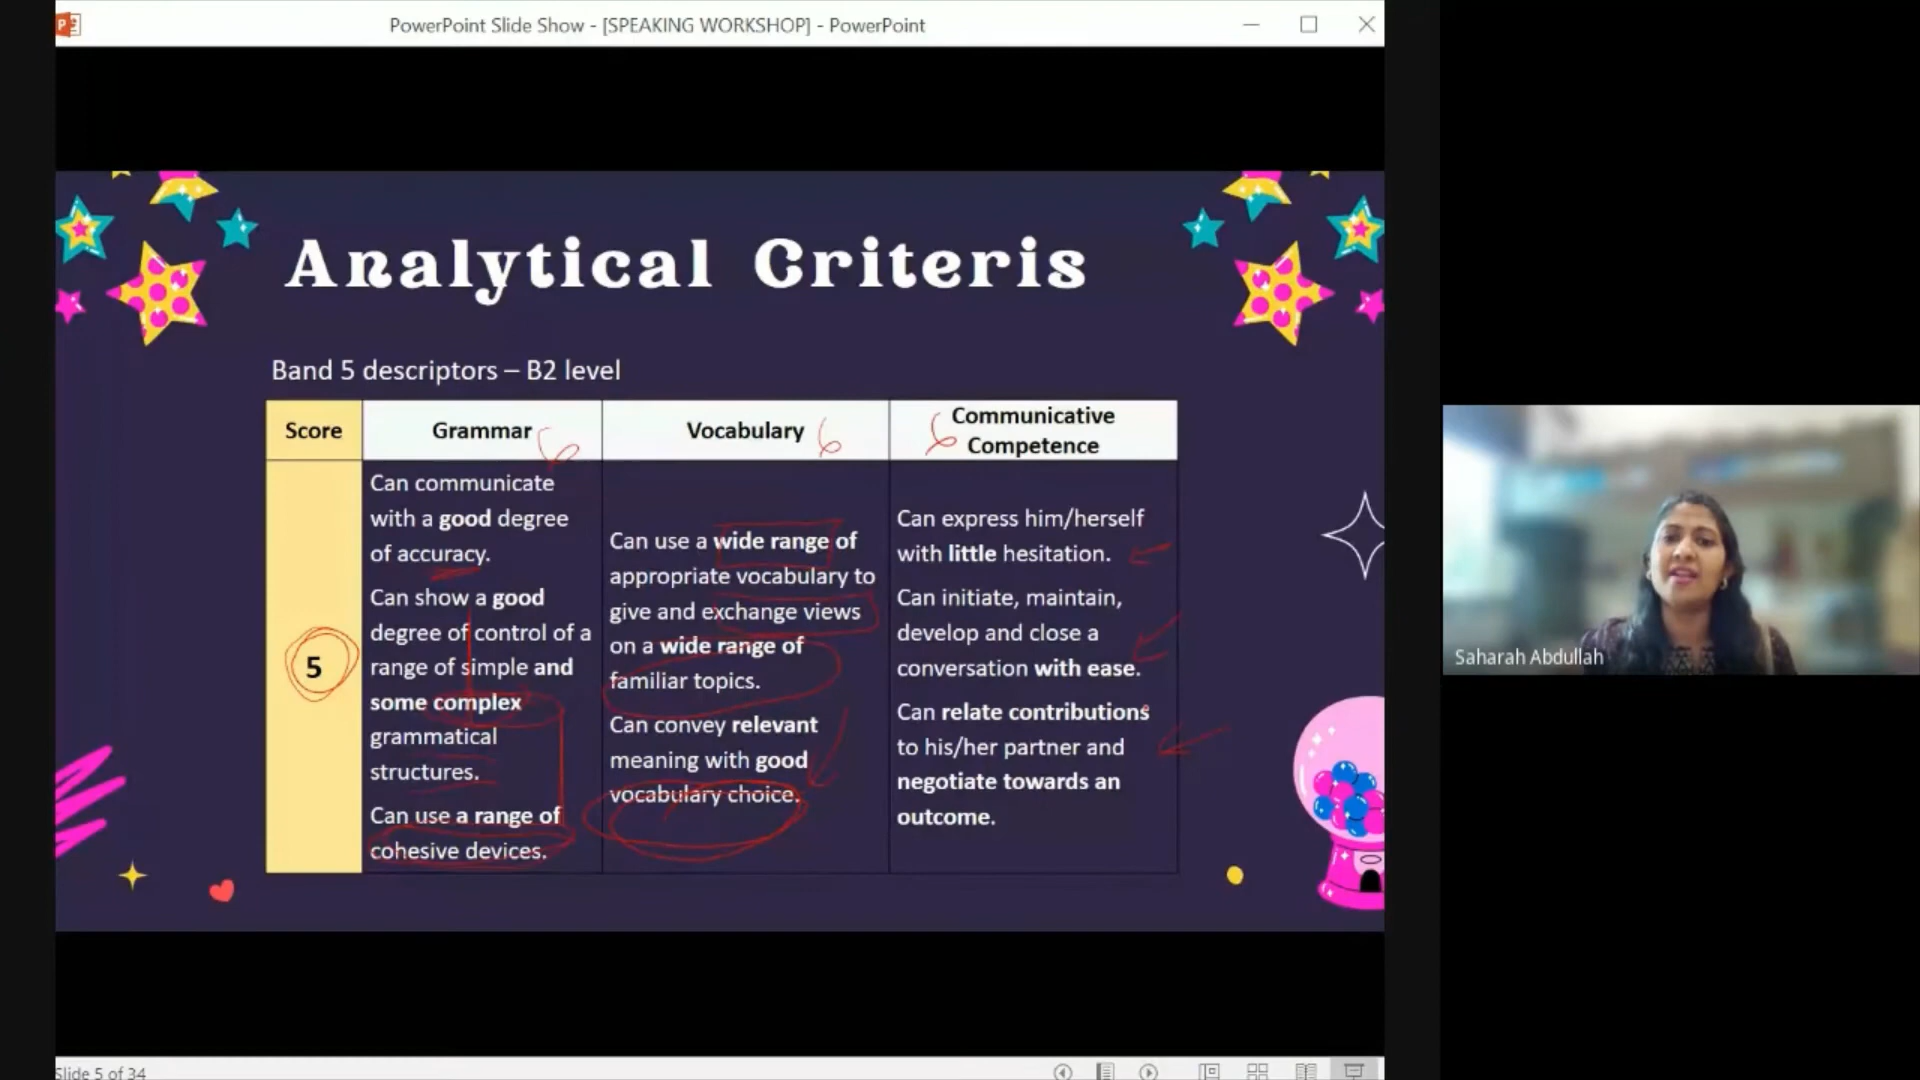 PowerPoint Slide Show - [SPEAKING WORKSHOP] - PowerPoint
Analytical Criteris
Band 5 descriptors – B2 level
Score
Grammar
6
Vocabulary
6
6
Communicative
Competence
5
Can communicate
with a good degree
of accuracy.
Can show a good
degree of control of a
range of simple and
some complex
grammatical
structures.
Can use a range of
cohesive devices.
Can use a wide range of
appropriate vocabulary to
give and exchange views
on a wide range of
familiar topics.
Can convey relevant
meaning with good
vocabulary choice.
Can express him/herself
with little hesitation.
Can initiate, maintain,
develop and close a
conversation with ease.
Can relate contributions
to his/her partner and
negotiate towards an
outcome.
Saharah Abdullah
Slide 5 of 34